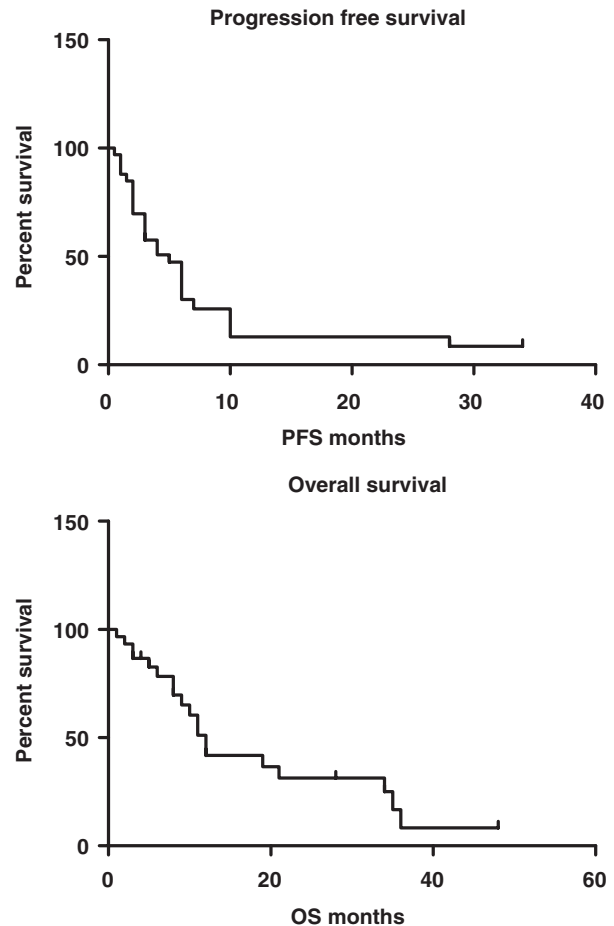 Progression free survival
150
100
50
0
Percent survival
0 10 20 30 40
PFS months
Overall survival
150
100
50
0
Percent survival
0 20 40 60
OS months